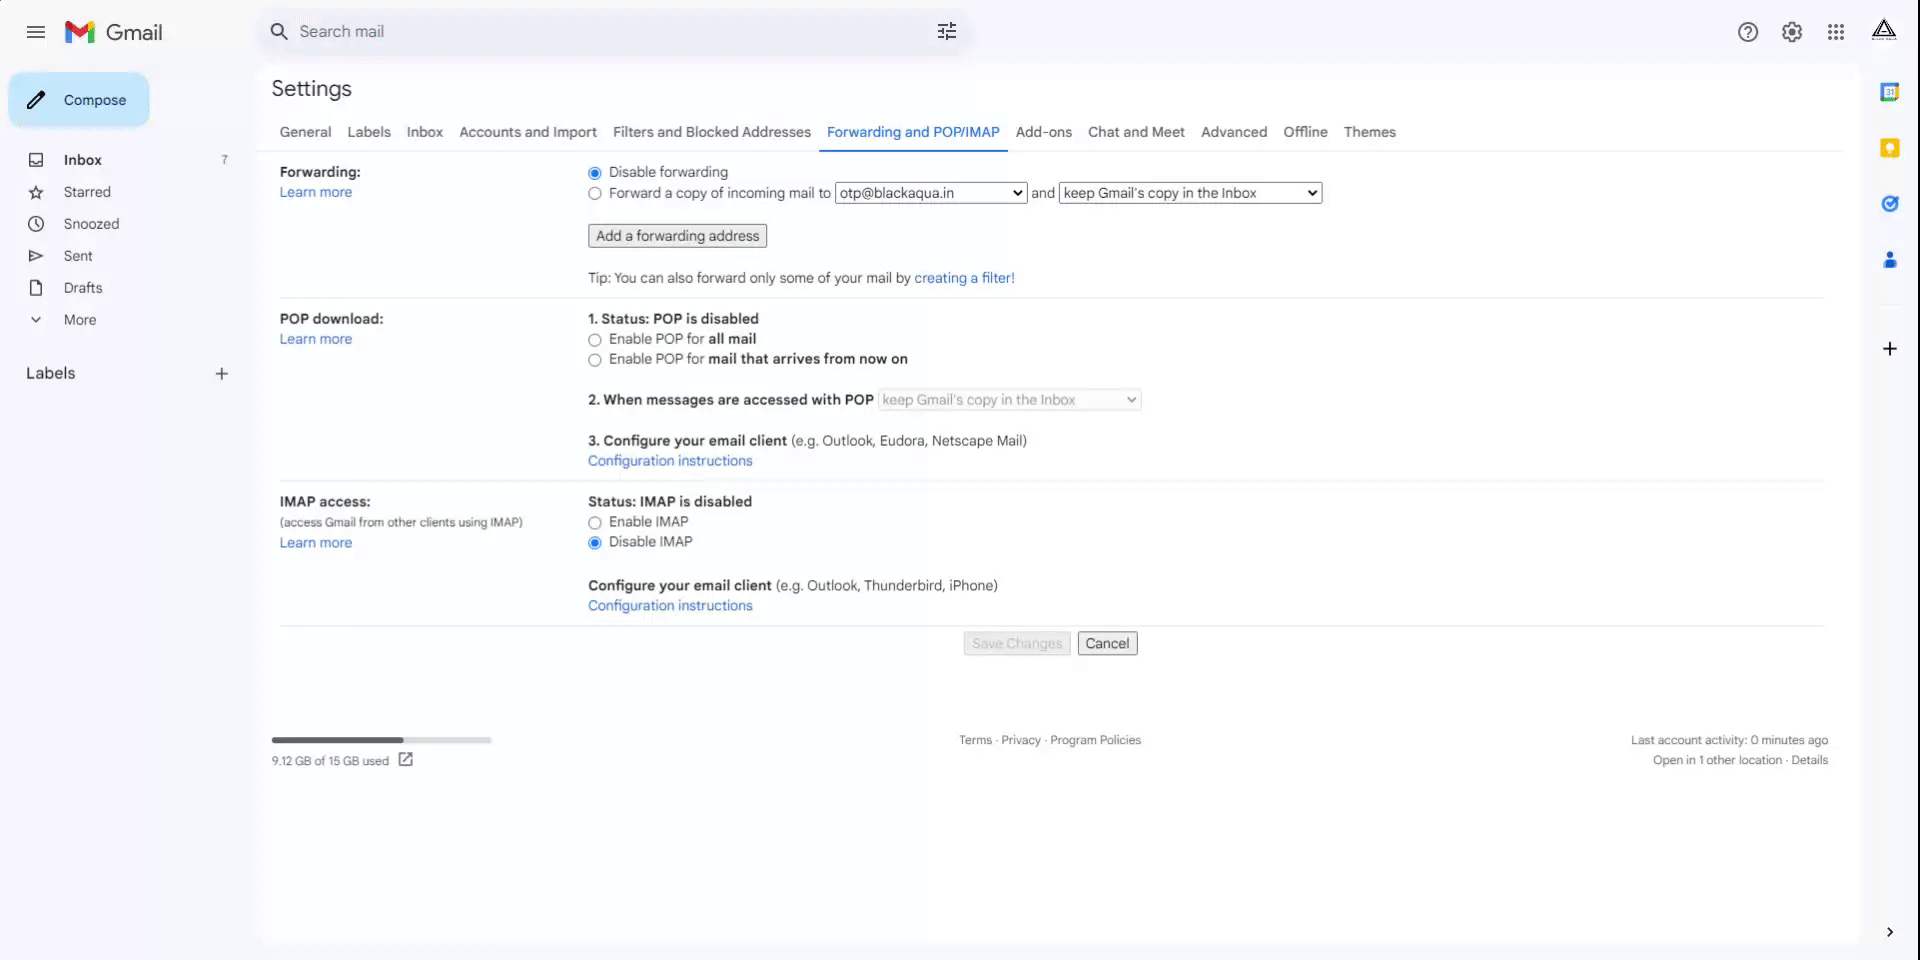 Gmail
Search mail
Compose
Inbox 7
Starred
Snoozed
Sent
Drafts
More
Labels
Settings
General Labels Inbox Accounts and Import Filters and Blocked Addresses Forwarding and POP/IMAP Add-ons Chat and Meet Advanced Offline Themes
Forwarding:
Learn more
Disable forwarding
Forward a copy of incoming mail to otp@blackaqua.in and keep Gmail's copy in the Inbox
Add a forwarding address
Tip: You can also forward only some of your mail by creating a filter!
POP download:
Learn more
1. Status: POP is disabled
Enable POP for all mail
Enable POP for mail that arrives from now on
2. When messages are accessed with POP keep Gmail's copy in the Inbox
3. Configure your email client (e.g. Outlook, Eudora, Netscape Mail)
Configuration instructions
IMAP access:
(access Gmail from other clients using IMAP)
Learn more
Status: IMAP is disabled
Enable IMAP
Disable IMAP
Configure your email client (e.g. Outlook, Thunderbird, iPhone)
Configuration instructions
Save Changes Cancel
9.12 GB of 15 GB used
Terms · Privacy · Program Policies
Last account activity: 0 minutes ago
Open in 1 other location · Details
31